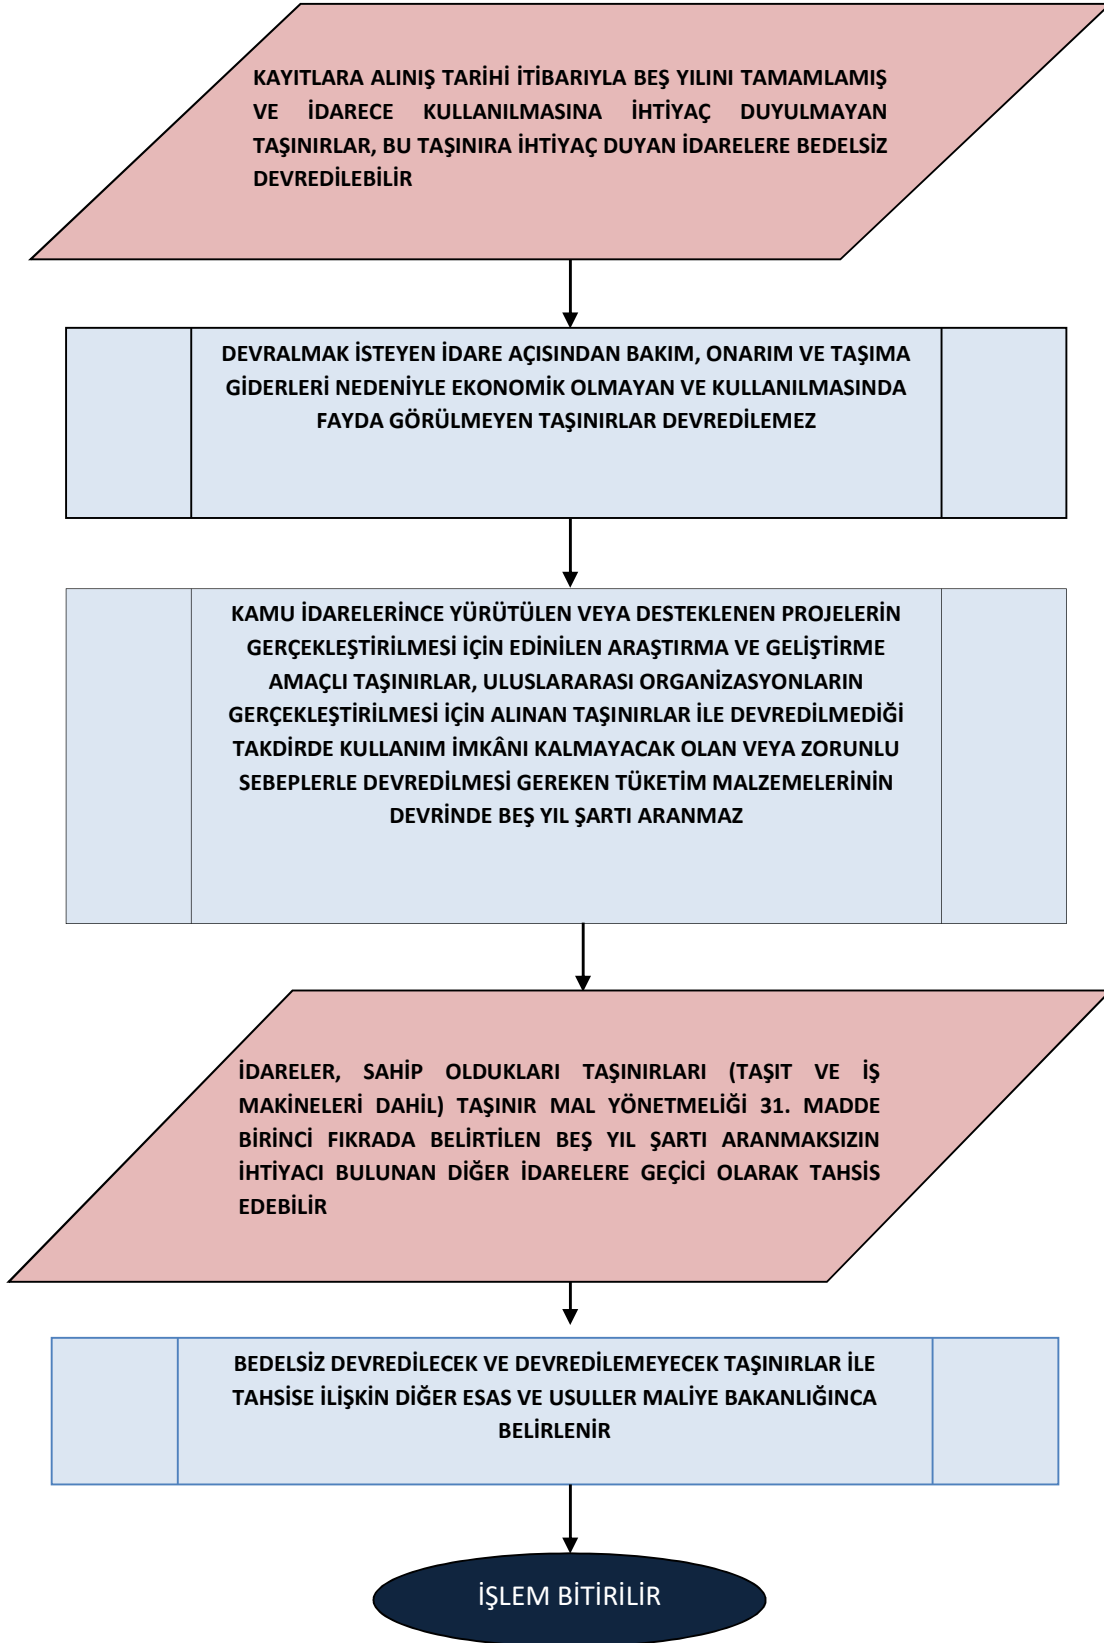 KAYITLARA ALINIŞ TARİHİ İTİBARIYLA BEŞ YILINI TAMAMLAMIŞ
VE İDARECE KULLANILMASINA İHTİYAÇ DUYULMAYAN
TAŞINIRLAR, BU TAŞINIRA İHTİYAÇ DUYAN İDARELERE BEDELSİZ
DEVREDİLEBİLİR
DEVRALMAK İSTEYEN İDARE AÇISINDAN BAKIM, ONARIM VE TAŞIMA
GİDERLERİ NEDENİYLE EKONOMİK OLMAYAN VE KULLANILMASINDA
FAYDA GÖRÜLMEYEN TAŞINIRLAR DEVREDİLEMEZ
KAMU İDARELERİNCE YÜRÜTÜLEN VEYA DESTEKLENEN PROJELERİN
GERÇEKLEŞTİRİLMESİ İÇİN EDİNİLEN ARAŞTIRMA VE GELİŞTİRME
AMAÇLI TAŞINIRLAR, ULUSLARARASI ORGANİZASYONLARIN
GERÇEKLEŞTİRİLMESİ İÇİN ALINAN TAŞINIRLAR İLE DEVREDİLMEDİĞİ
TAKDİRDE KULLANIM İMKÂNI KALMAYACAK OLAN VEYA ZORUNLU
SEBEPLERLE DEVREDİLMESİ GEREKEN TÜKETİM MALZEMELERİNİN
DEVRİNDE BEŞ YIL ŞARTI ARANMAZ
İDARELER, SAHİP OLDUKLARI TAŞINIRLARI (TAŞIT VE İŞ
MAKİNELERİ DAHİL) TAŞINIR MAL YÖNETMELİĞİ 31. MADDE
BİRİNCİ FIKRADA BELİRTİLEN BEŞ YIL ŞARTI ARANMAKSIZIN
İHTİYACI BULUNAN DİĞER İDARELERE GEÇİCİ OLARAK TAHSİS
EDEBİLİR
BEDELSİZ DEVREDİLECEK VE DEVREDİLEMEYECEK TAŞINIRLAR İLE
TAHSİSE İLİŞKİN DİĞER ESAS VE USULLER MALİYE BAKANLIĞINCA
BELİRLENİR
İŞLEM BİTİRİLİR